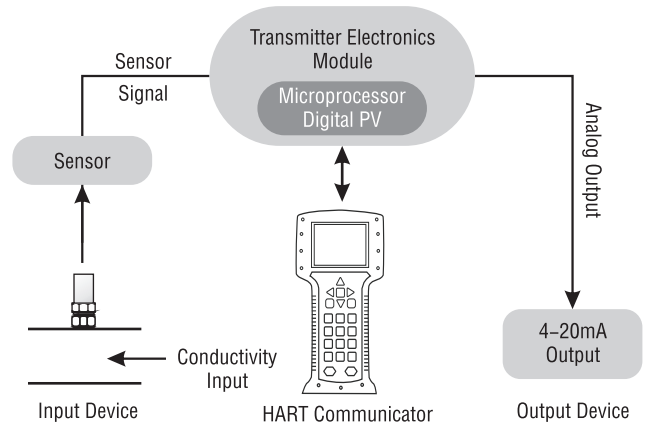 Transmitter Electronics
Module
Microprocessor
Digital PV
Sensor
Signal
Sensor
Analog Output
4–20mA
Output
Conductivity
Input
Input Device
HART Communicator
Output Device